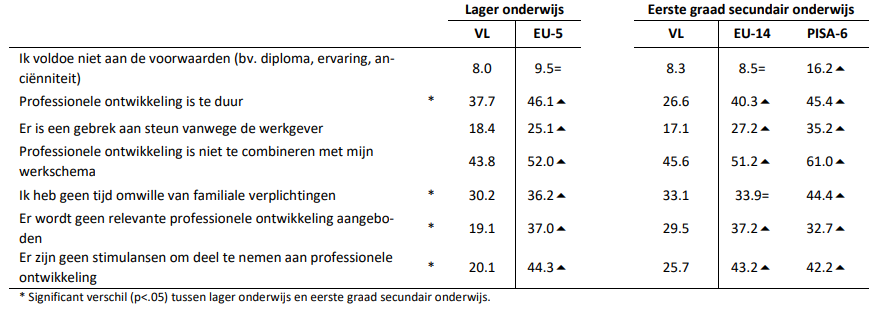 Lager onderwijs Eerste graad secundair onderwijs
VL EU-5 VL EU-14 PISA-6
Ik voldoe niet aan de voorwaarden (bv. diploma, ervaring, an-
ciënniteit) 8.0 9.5= 8.3 8.5= 16.2▲
Professionele ontwikkeling is te duur * 37.7 46.1▲ 26.6 40.3▲ 45.4▲
Er is een gebrek aan steun vanwege de werkgever 18.4 25.1▲ 17.1 27.2▲ 35.2▲
Professionele ontwikkeling is niet te combineren met mijn
werkschema 43.8 52.0▲ 45.6 51.2▲ 61.0▲
Ik heb geen tijd omwille van familiale verplichtingen * 30.2 36.2▲ 33.1 33.9= 44.4▲
Er wordt geen relevante professionele ontwikkeling aangebo-
den * 19.1 37.0▲ 29.5 37.2▲ 32.7▲
Er zijn geen stimulansen om deel te nemen aan professionele
ontwikkeling * 20.1 44.3▲ 25.7 43.2▲ 42.2▲
* Significant verschil (p<.05) tussen lager onderwijs en eerste graad secundair onderwijs.